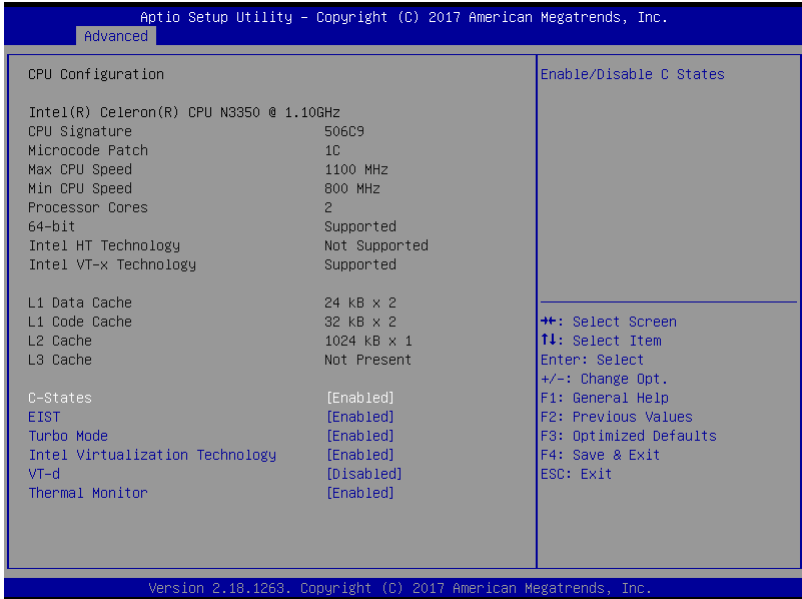 Aptio Setup Utility – Copyright (C) 2017 American Megatrends, Inc.
Advanced
CPU Configuration
Intel(R) Celeron(R) CPU N3350 @ 1.10GHz
CPU Signature 506C9
Microcode Patch 1C
Max CPU Speed 1100 MHz
Min CPU Speed 800 MHz
Processor Cores 2
64-bit Supported
Intel HT Technology Not Supported
Intel VT-x Technology Supported
L1 Data Cache 24 kB x 2
L1 Code Cache 32 kB x 2
L2 Cache 1024 kB x 1
L3 Cache Not Present
C-States [Enabled]
EIST [Enabled]
Turbo Mode [Enabled]
Intel Virtualization Technology [Enabled]
VT-d [Disabled]
Thermal Monitor [Enabled]
Enable/Disable C States
→←: Select Screen
↑↓: Select Item
Enter: Select
+/-: Change Opt.
F1: General Help
F2: Previous Values
F3: Optimized Defaults
F4: Save & Exit
ESC: Exit
Version 2.18.1263. Copyright (C) 2017 American Megatrends, Inc.